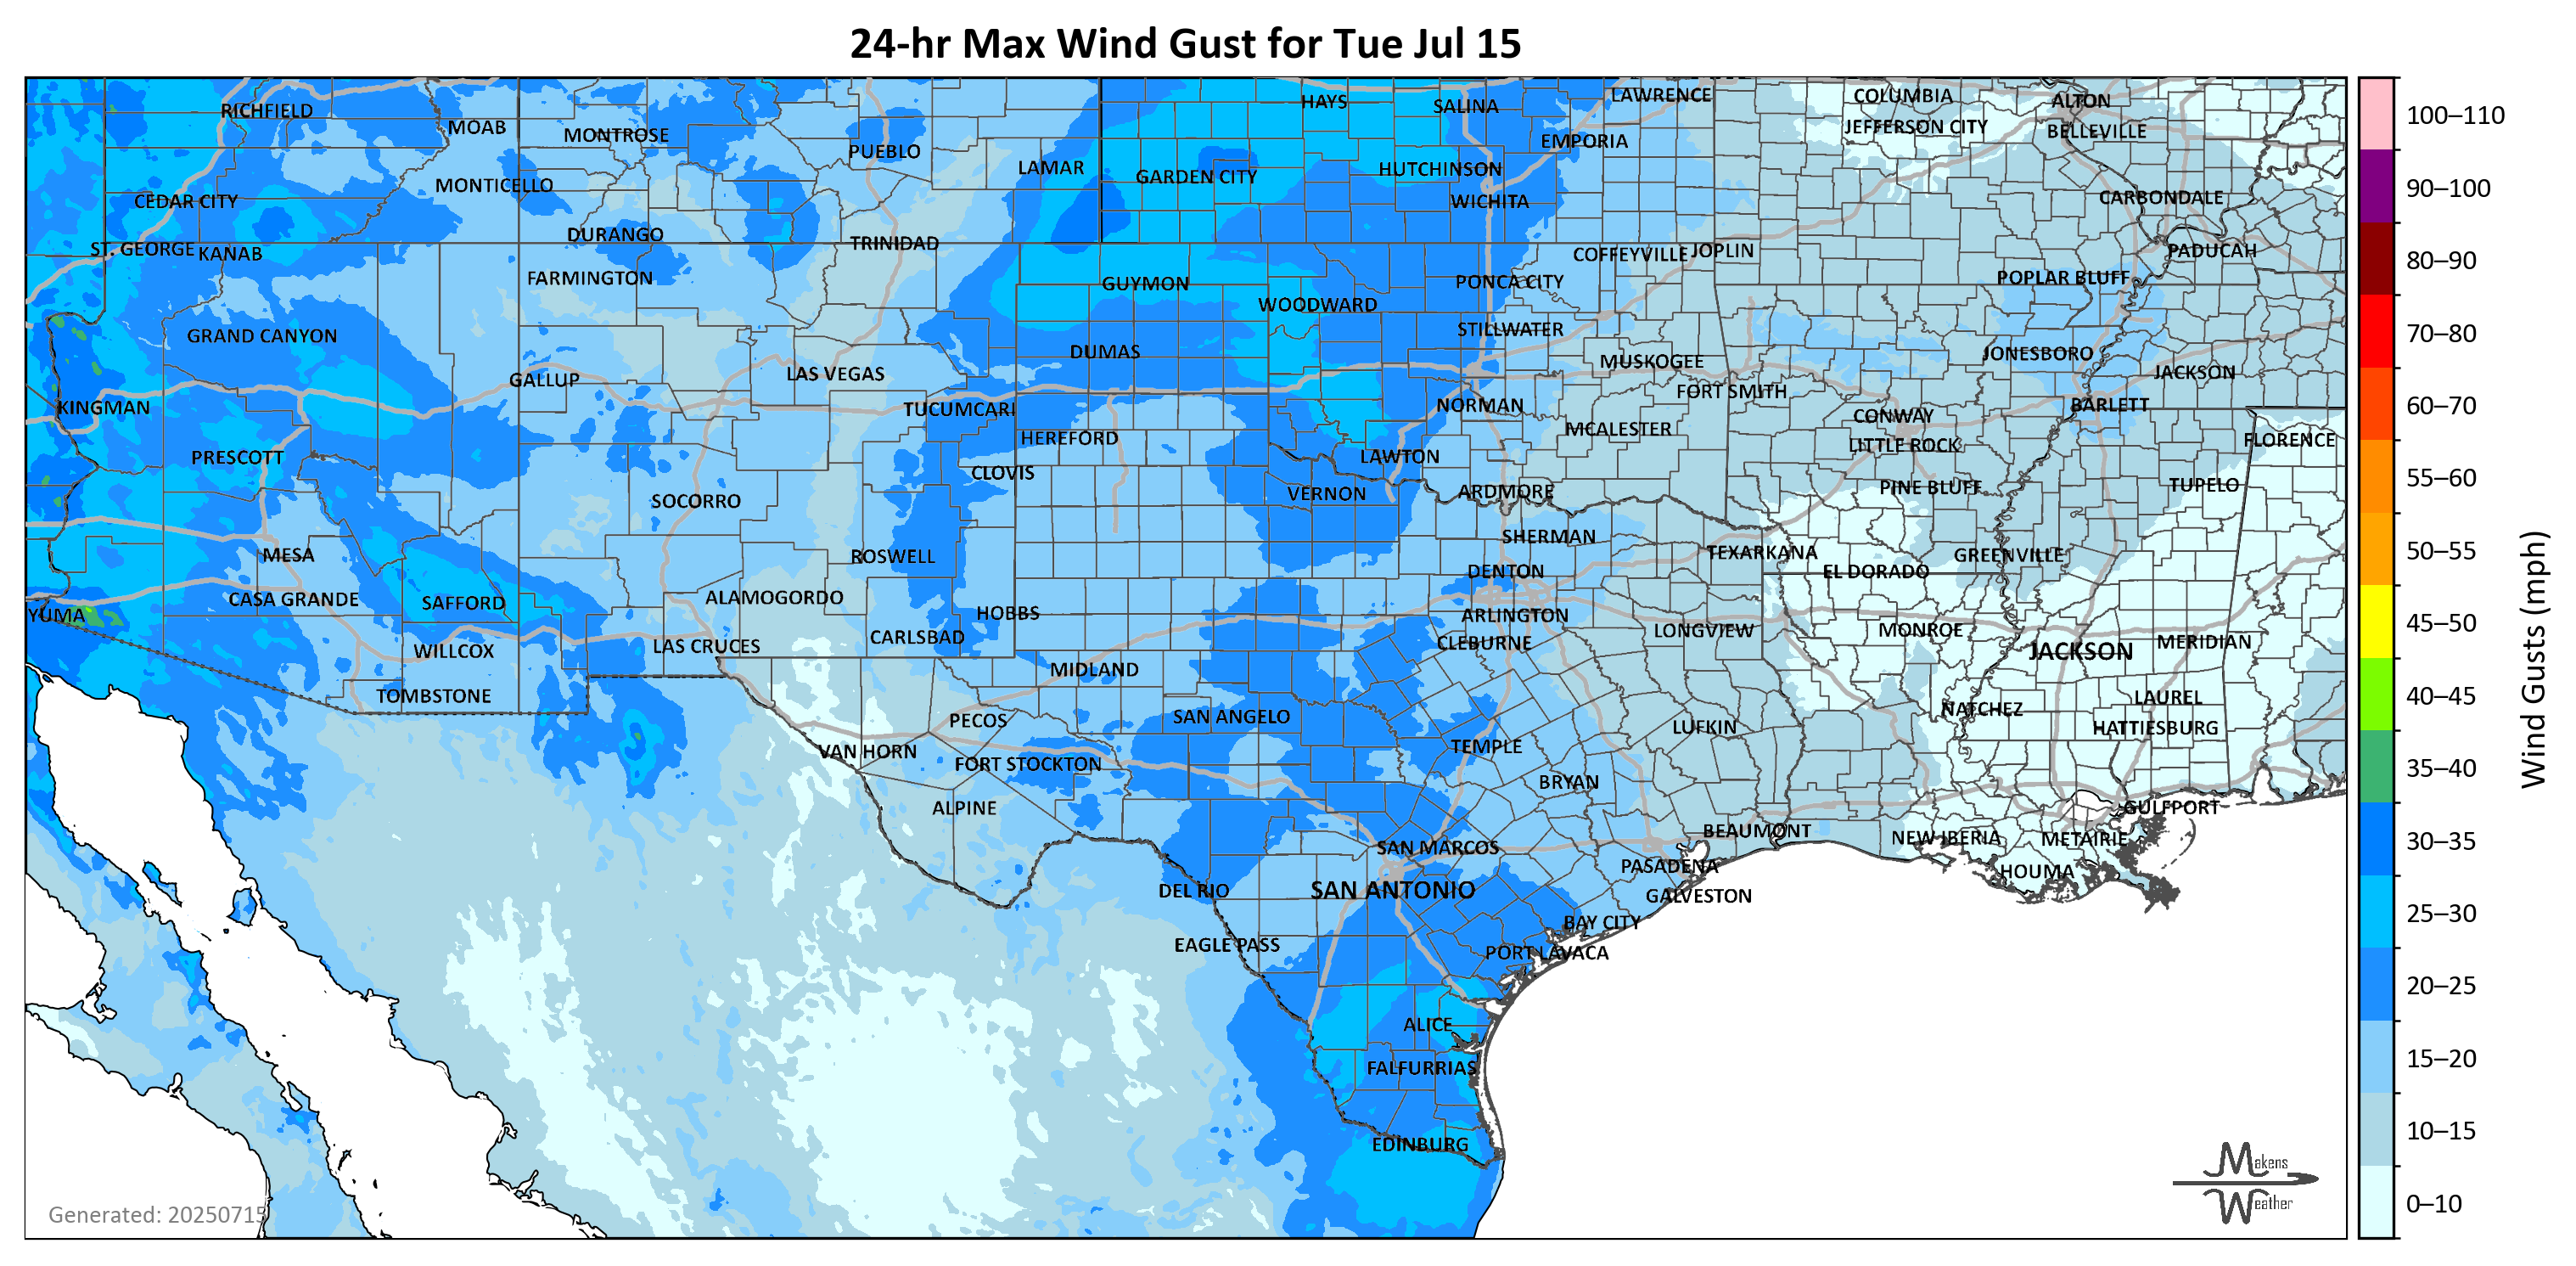 24-hr Max Wind Gust for Tue Jul 15
RICHFIELD
MOAB
MONTROSE
PUEBLO
LAMAR
HAYS
SALINA
LAWRENCE
COLUMBIA
ALTON
JEFFERSON CITY
BELLEVILLE
EMPORIA
GARDEN CITY
HUTCHINSON
MONTICELLO
CEDAR CITY
WICHITA
CARBONDALE
DURANGO
TRINIDAD
ST. GEORGE
KANAB
COFFEYVILLE
JOPLIN
PADUCAH
FARMINGTON
GUYMON
PONCA CITY
POPLAR BLUFF
WOODWARD
GRAND CANYON
STILLWATER
DUMAS
JONESBORO
MUSKOGEE
GALLUP
LAS VEGAS
JACKSON
FORT SMITH
KINGMAN
TUCUMCARI
NORMAN
CONWAY
BARLETT
HEREFORD
MCALESTER
LITTLE ROCK
FLORENCE
PRESCOTT
CLOVIS
LAWTON
SOCORRO
VERNON
ARDMORE
PINE BLUFF
TUPELO
MESA
ROSWELL
SHERMAN
TEXARKANA
GREENVILLE
DENTON
EL DORADO
YUMA
CASA GRANDE
SAFFORD
ALAMOGORDO
HOBBS
ARLINGTON
WILLCOX
LAS CRUCES
CARLSBAD
CLEBURNE
LONGVIEW
MONROE
JACKSON
MERIDIAN
TOMBSTONE
MIDLAND
LAUREL
PECOS
SAN ANGELO
LUFKIN
NATCHEZ
HATTIESBURG
VAN HORN
FORT STOCKTON
TEMPLE
BRYAN
ALPINE
GULFPORT
SAN MARCOS
BEAUMONT
NEW IBERIA
METAIRIE
DEL RIO
SAN ANTONIO
PASADENA
HOUMA
GALVESTON
EAGLE PASS
BAY CITY
PORT LAVACA
ALICE
FALFURRIAS
EDINBURG
Generated: 20250715
Makens
Weather
100–110
90–100
80–90
70–80
60–70
55–60
50–55
45–50
40–45
35–40
30–35
25–30
20–25
15–20
10–15
0–10
Wind Gusts (mph)